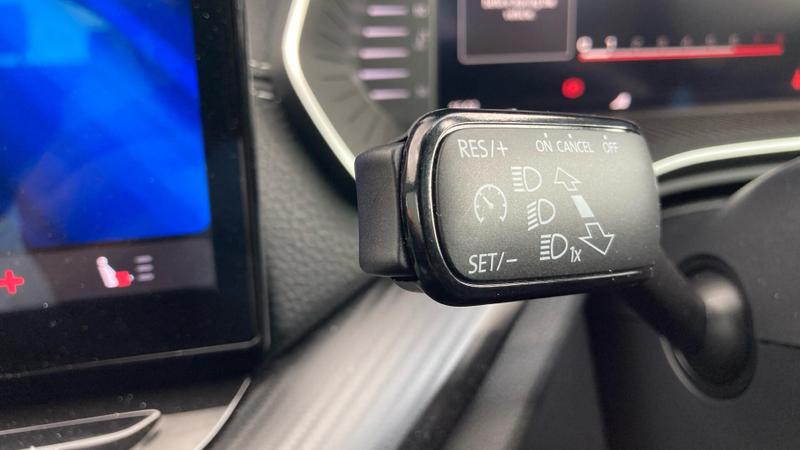 RES/+ ON CANCEL OFF
1x
SET/−